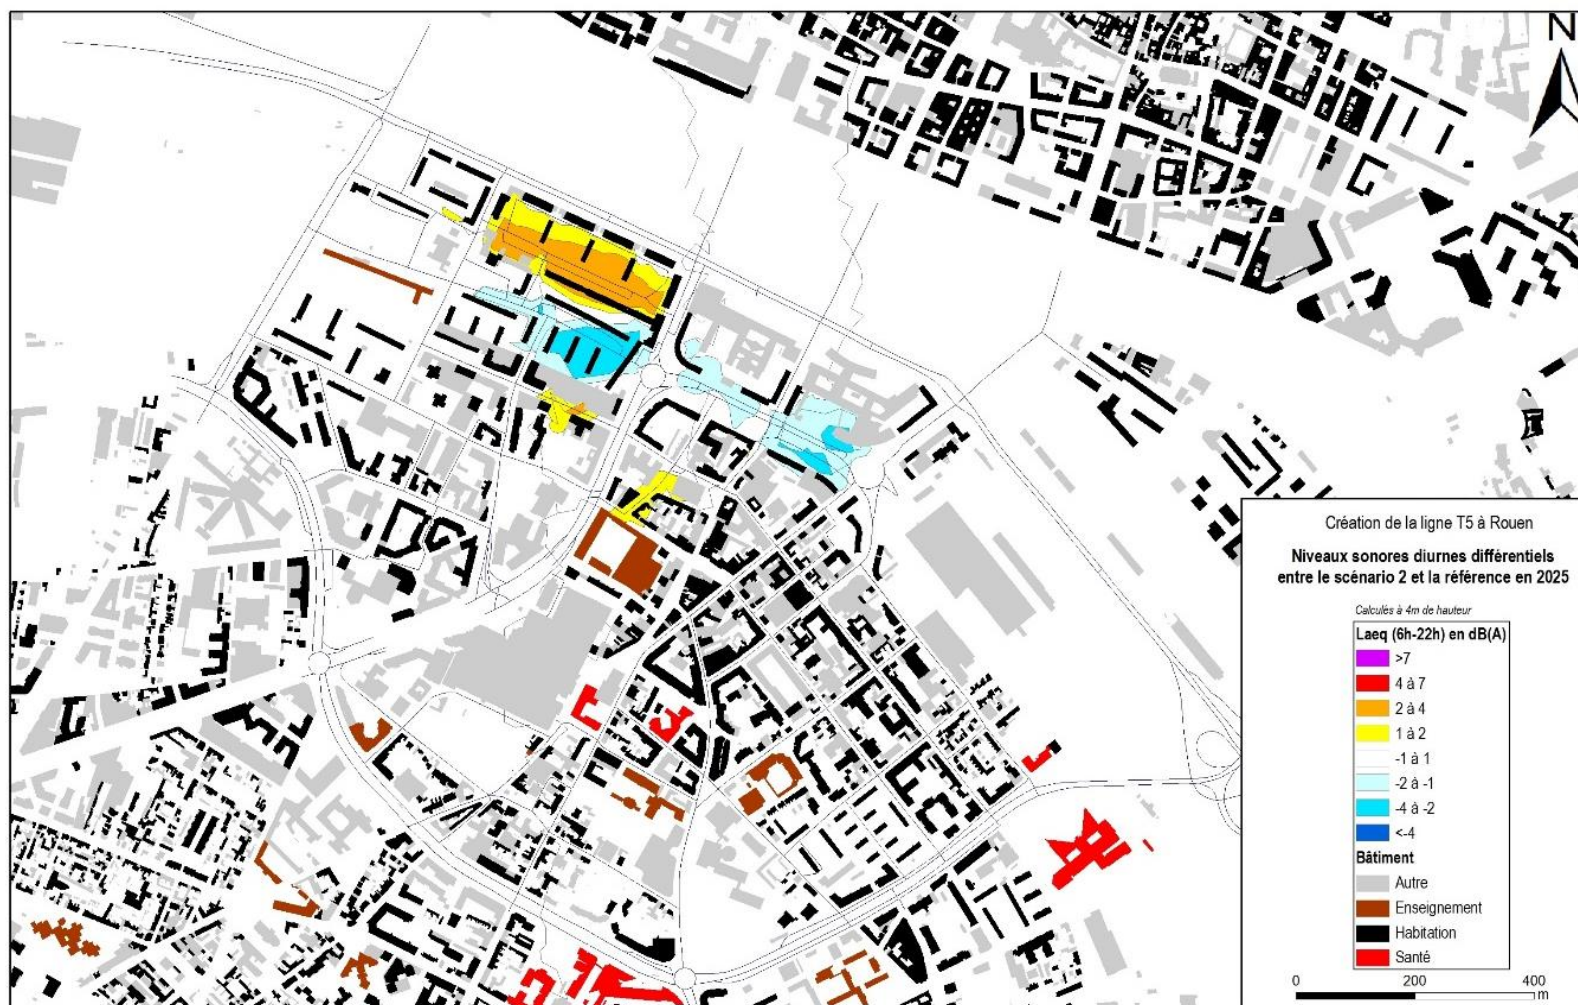 N
Création de la ligne T5 à Rouen
Niveaux sonores diurnes différentiels
entre le scénario 2 et la référence en 2025
Calculés à 4m de hauteur
Laeq (6h-22h) en dB(A)
>7
4 à 7
2 à 4
1 à 2
-1 à 1
-2 à -1
-4 à -2
<-4
Bâtiment
Autre
Enseignement
Habitation
Santé
0 200 400
m